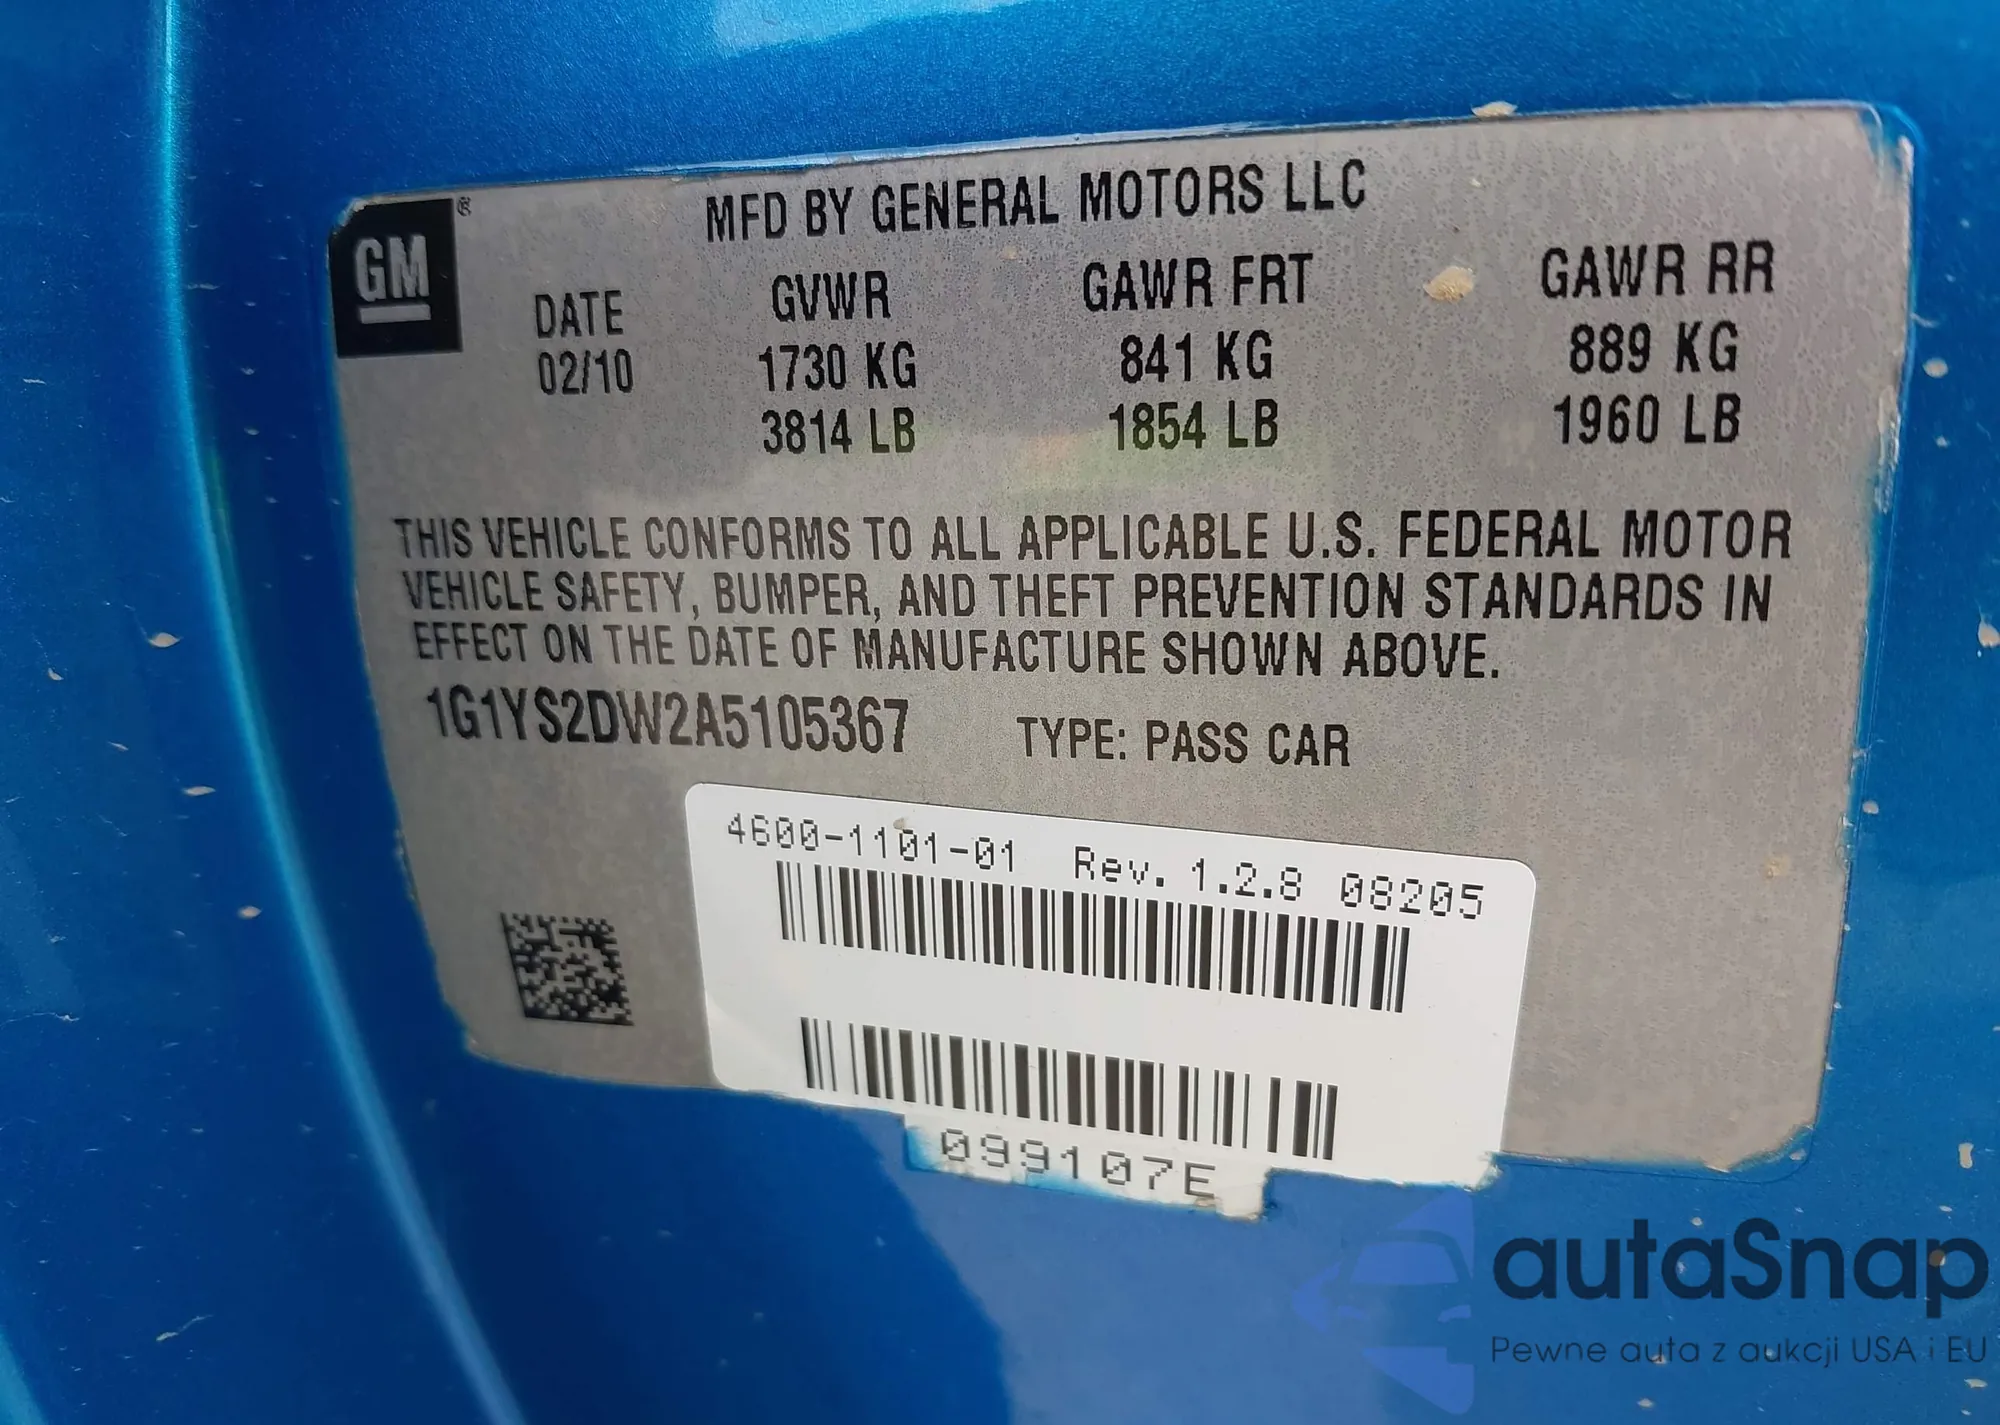 MFD BY GENERAL MOTORS LLC
GM ®
DATE GVWR GAWR FRT GAWR RR
02/10 1730 KG 841 KG 889 KG
3814 LB 1854 LB 1960 LB
THIS VEHICLE CONFORMS TO ALL APPLICABLE U.S. FEDERAL MOTOR
VEHICLE SAFETY, BUMPER, AND THEFT PREVENTION STANDARDS IN
EFFECT ON THE DATE OF MANUFACTURE SHOWN ABOVE.
1G1YS2DW2A5105367 TYPE: PASS CAR
4600-1101-01 Rev. 1.2.8 08205
099107E
autaSnap
Pewne auta z aukcji USA i EU